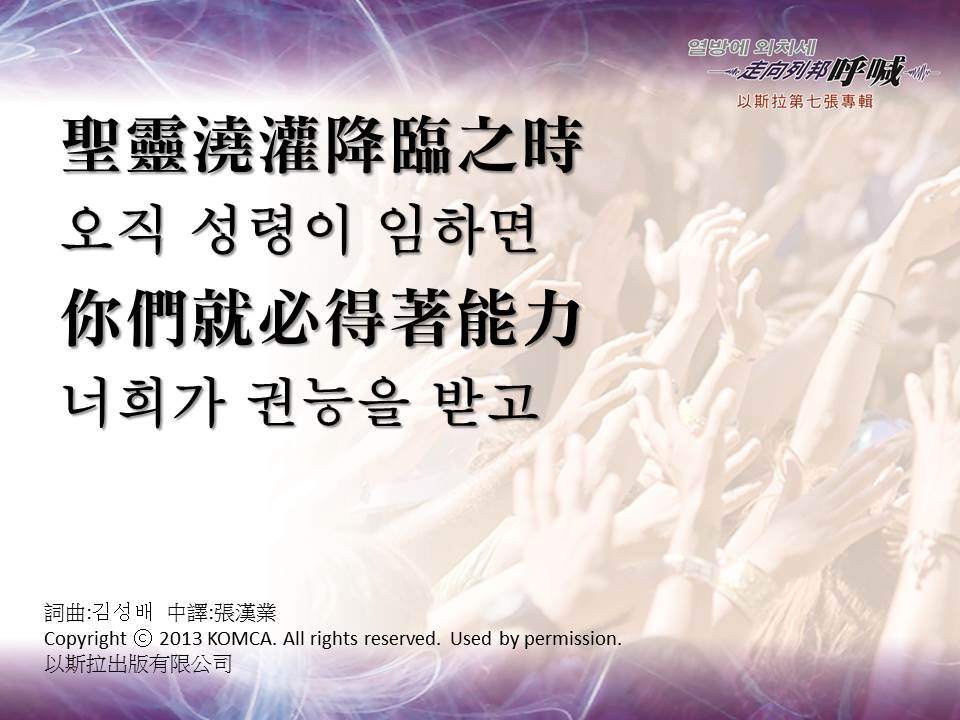 열방에 외치세
走向列邦呼喊
以斯拉第七張專輯
聖靈澆灌降臨之時
오직 성령이 임하면
你們就必得著能力
너희가 권능을 받고
詞曲:김성배 中譯:張漢業
Copyright ⓒ 2013 KOMCA. All rights reserved. Used by permission.
以斯拉出版有限公司